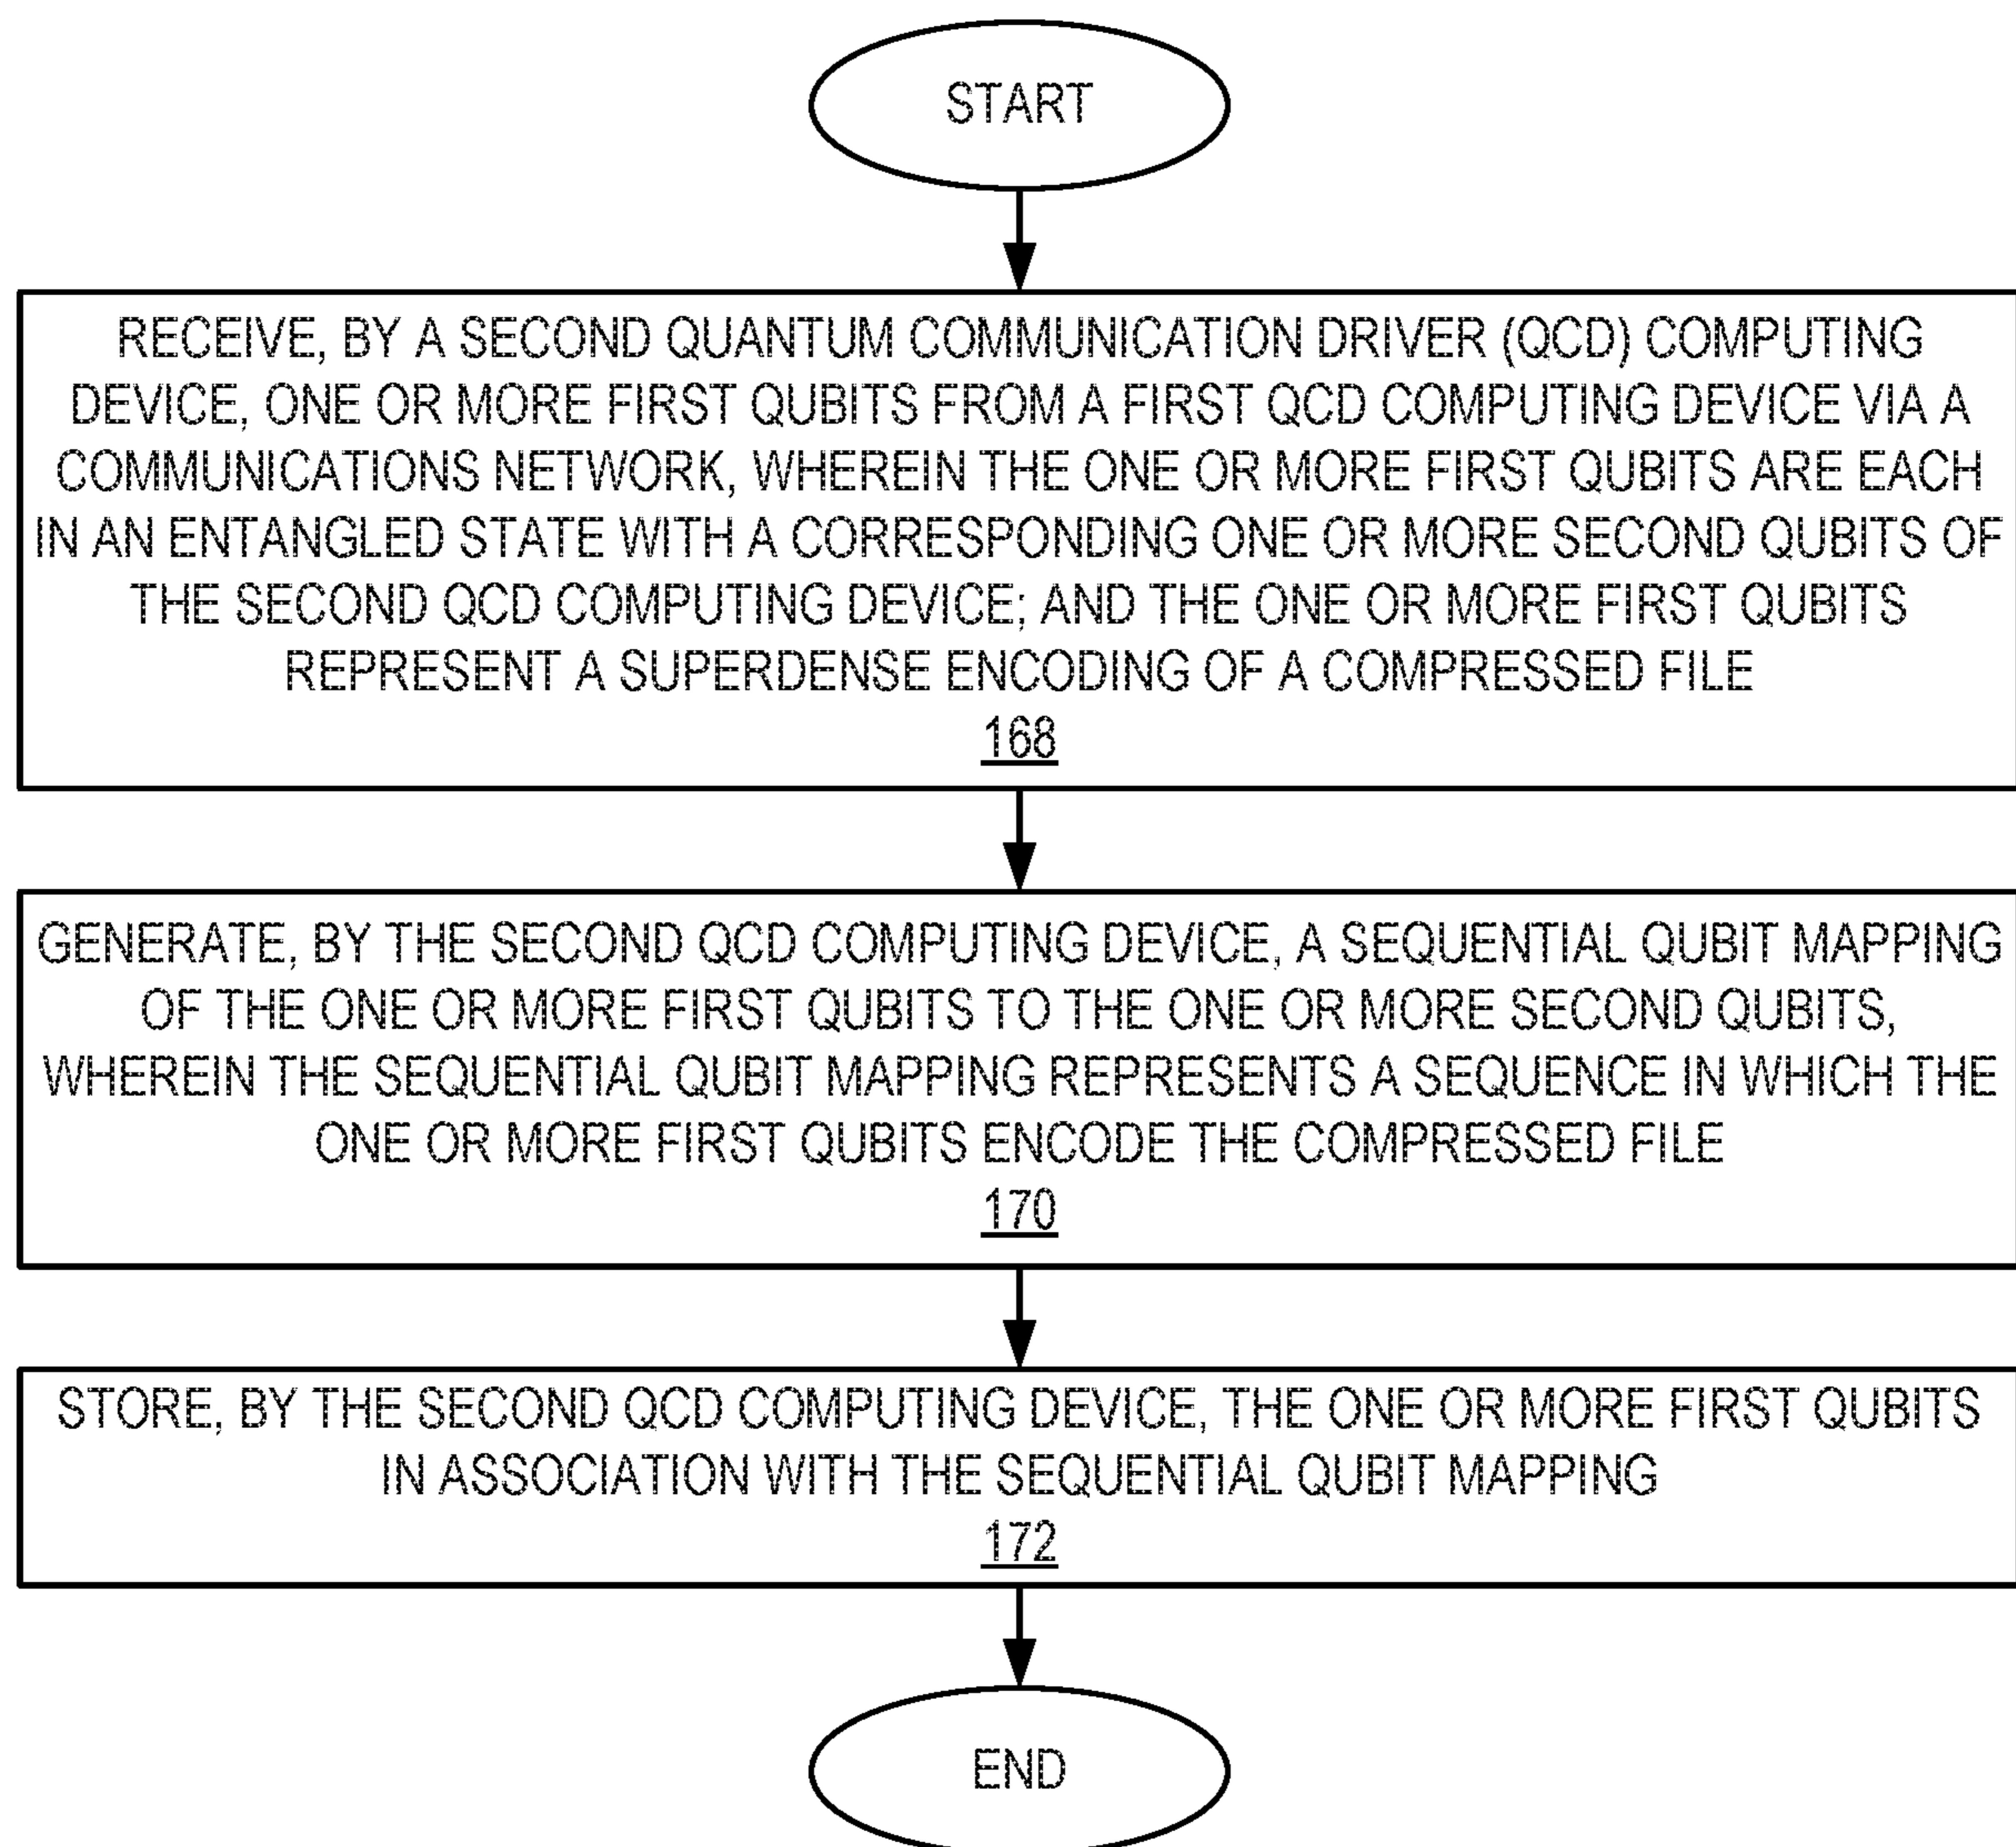 START
RECEIVE, BY A SECOND QUANTUM COMMUNICATION DRIVER (QCD) COMPUTING
DEVICE, ONE OR MORE FIRST QUBITS FROM A FIRST QCD COMPUTING DEVICE VIA A
COMMUNICATIONS NETWORK, WHEREIN THE ONE OR MORE FIRST QUBITS ARE EACH
IN AN ENTANGLED STATE WITH A CORRESPONDING ONE OR MORE SECOND QUBITS OF
THE SECOND QCD COMPUTING DEVICE; AND THE ONE OR MORE FIRST QUBITS
REPRESENT A SUPERDENSE ENCODING OF A COMPRESSED FILE
168
GENERATE, BY THE SECOND QCD COMPUTING DEVICE, A SEQUENTIAL QUBIT MAPPING
OF THE ONE OR MORE FIRST QUBITS TO THE ONE OR MORE SECOND QUBITS,
WHEREIN THE SEQUENTIAL QUBIT MAPPING REPRESENTS A SEQUENCE IN WHICH THE
ONE OR MORE FIRST QUBITS ENCODE THE COMPRESSED FILE
170
STORE, BY THE SECOND QCD COMPUTING DEVICE, THE ONE OR MORE FIRST QUBITS
IN ASSOCIATION WITH THE SEQUENTIAL QUBIT MAPPING
172
END